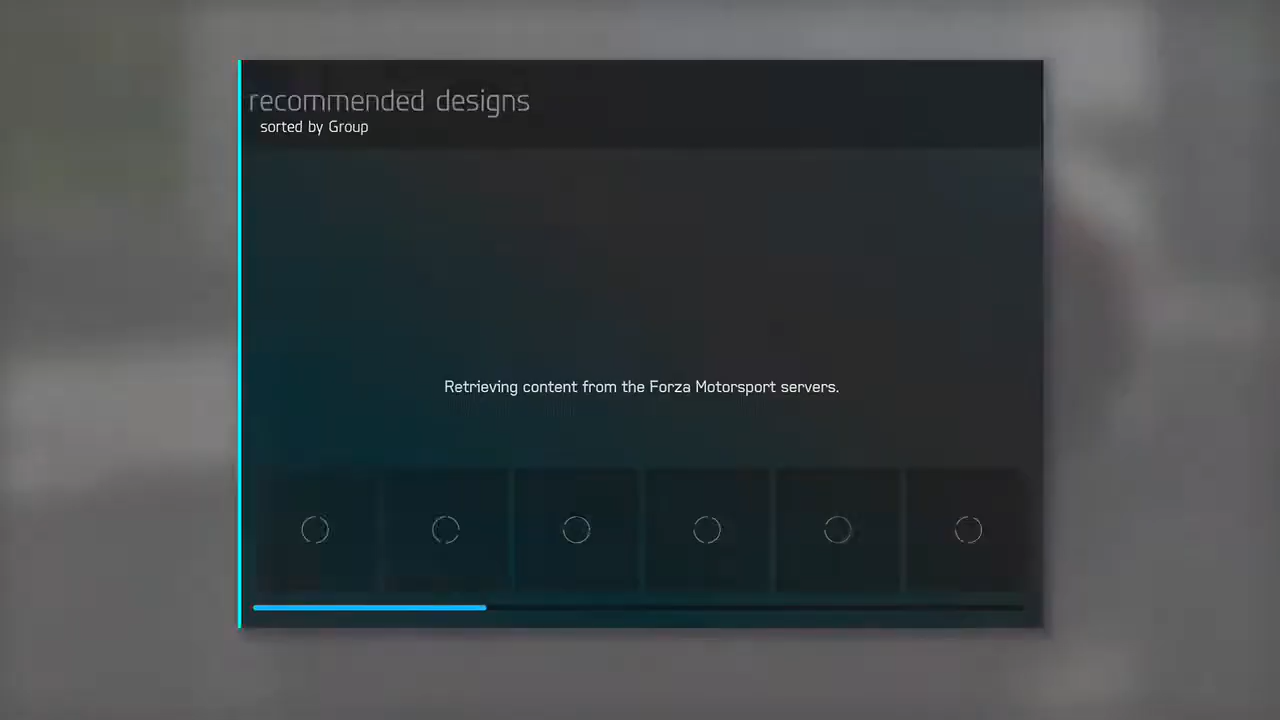 recommended designs
sorted by Group
Retrieving content from the Forza Motorsport servers.